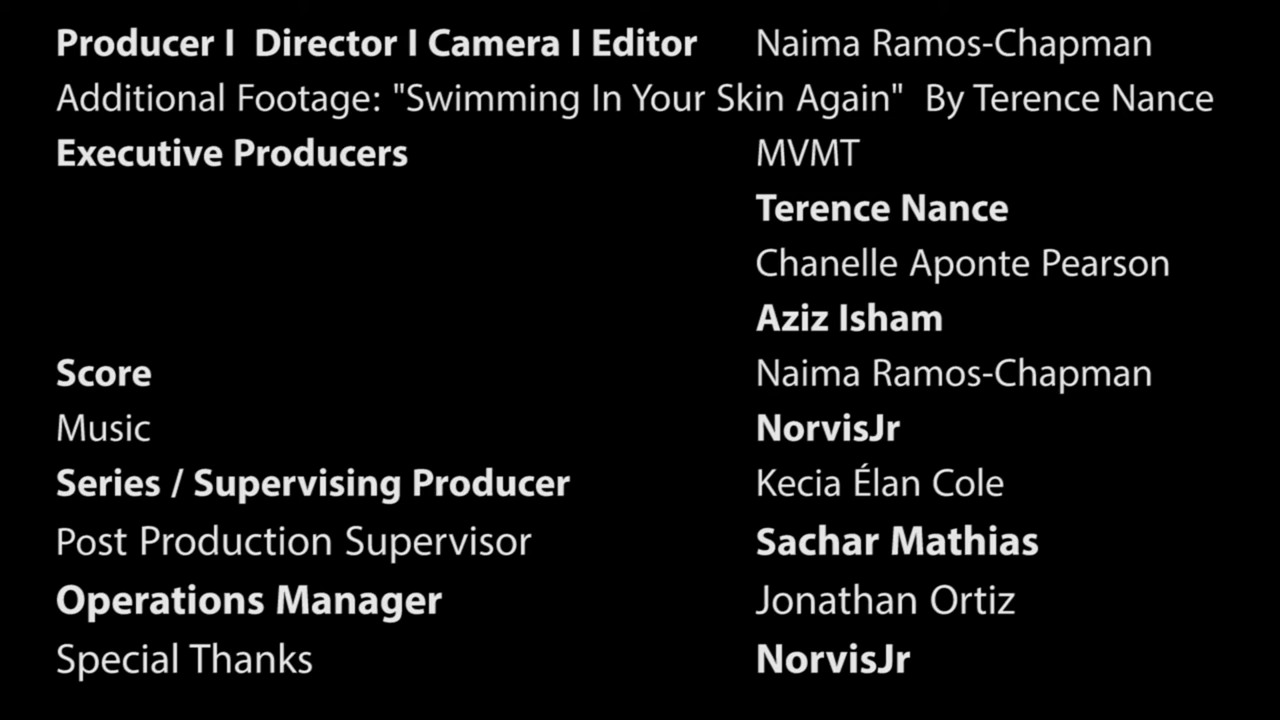 Producer I Director I Camera I Editor Naima Ramos-Chapman
Additional Footage: "Swimming In Your Skin Again" By Terence Nance
Executive Producers MVMT
Terence Nance
Chanelle Aponte Pearson
Aziz Isham
Score Naima Ramos-Chapman
Music NorvisJr
Series / Supervising Producer Kecia Élan Cole
Post Production Supervisor Sachar Mathias
Operations Manager Jonathan Ortiz
Special Thanks NorvisJr